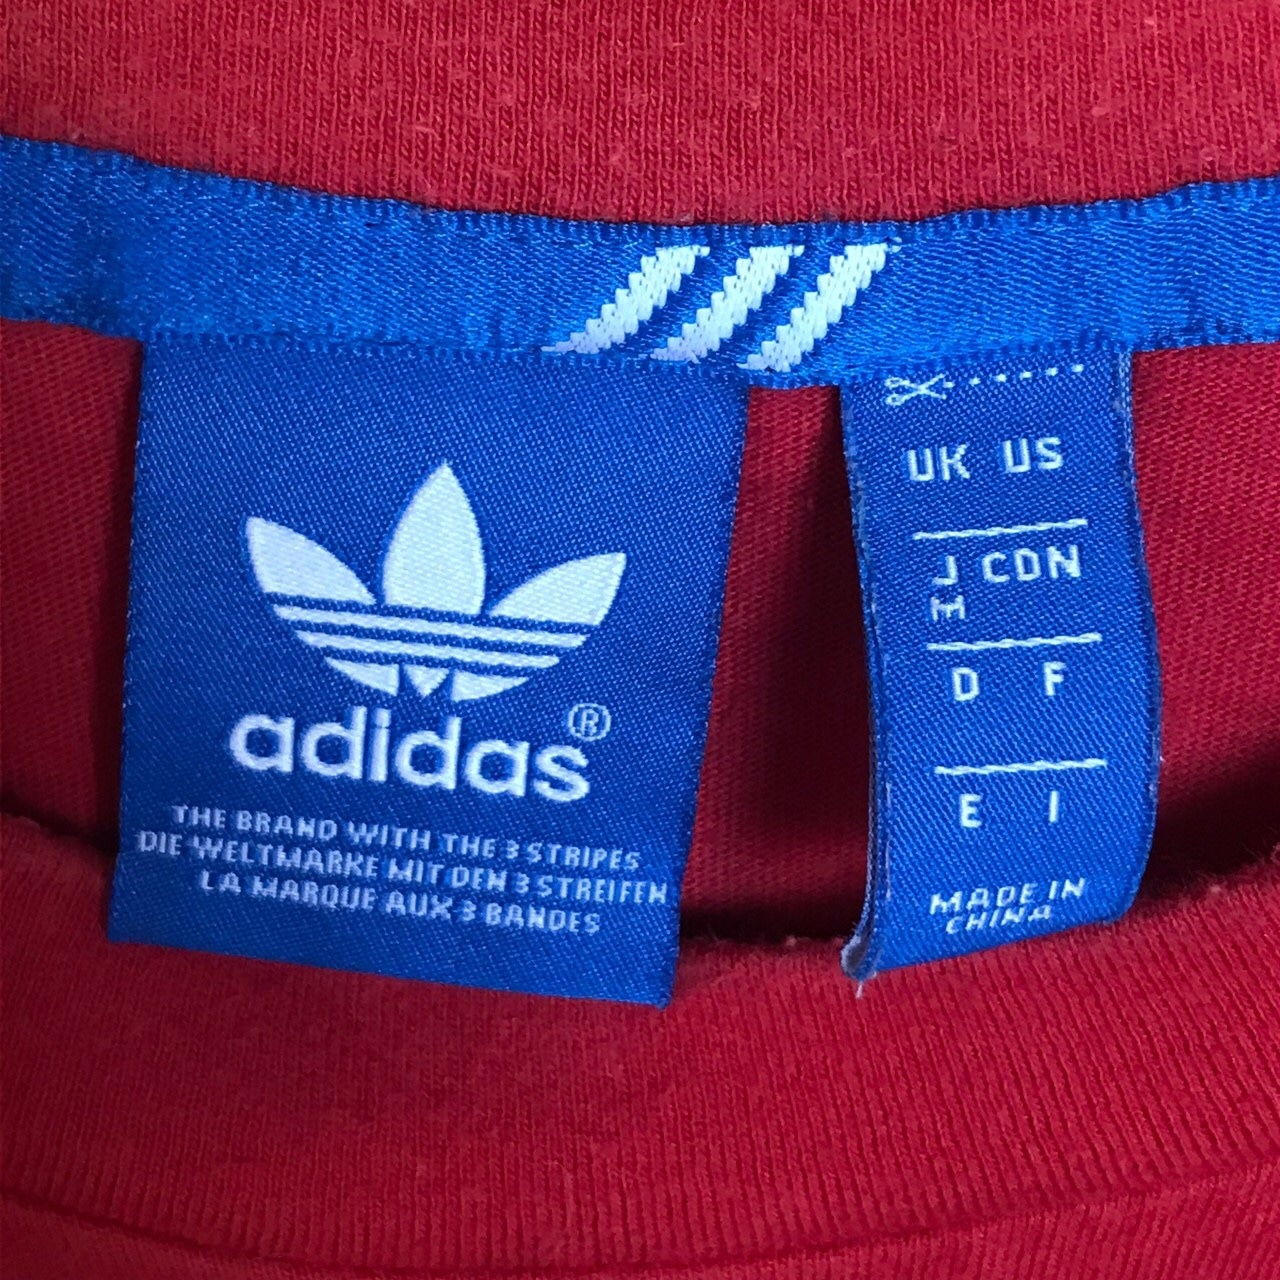 adidas®
THE BRAND WITH THE 3 STRIPES
DIE WELTMARKE MIT DEN 3 STREIFEN
LA MARQUE AUX 3 BANDES
UK US
J CDN
M
D F
E I
MADE IN
CHINA